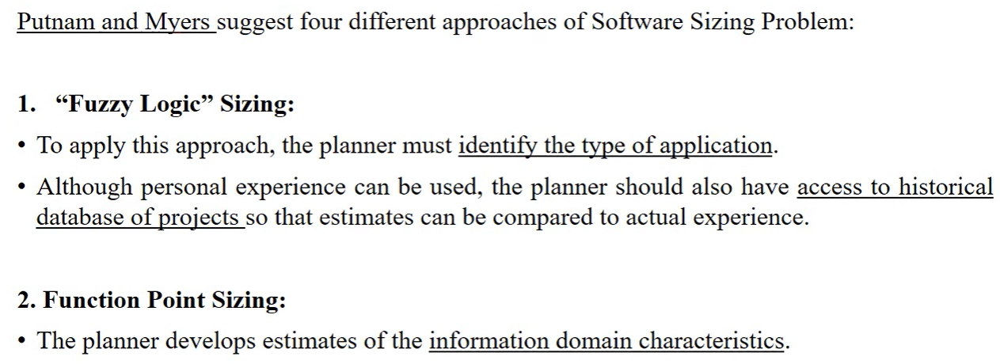 Putnam and Myers suggest four different approaches of Software Sizing Problem:
1. “Fuzzy Logic” Sizing:
• To apply this approach, the planner must identify the type of application.
• Although personal experience can be used, the planner should also have access to historical
database of projects so that estimates can be compared to actual experience.
2. Function Point Sizing:
• The planner develops estimates of the information domain characteristics.